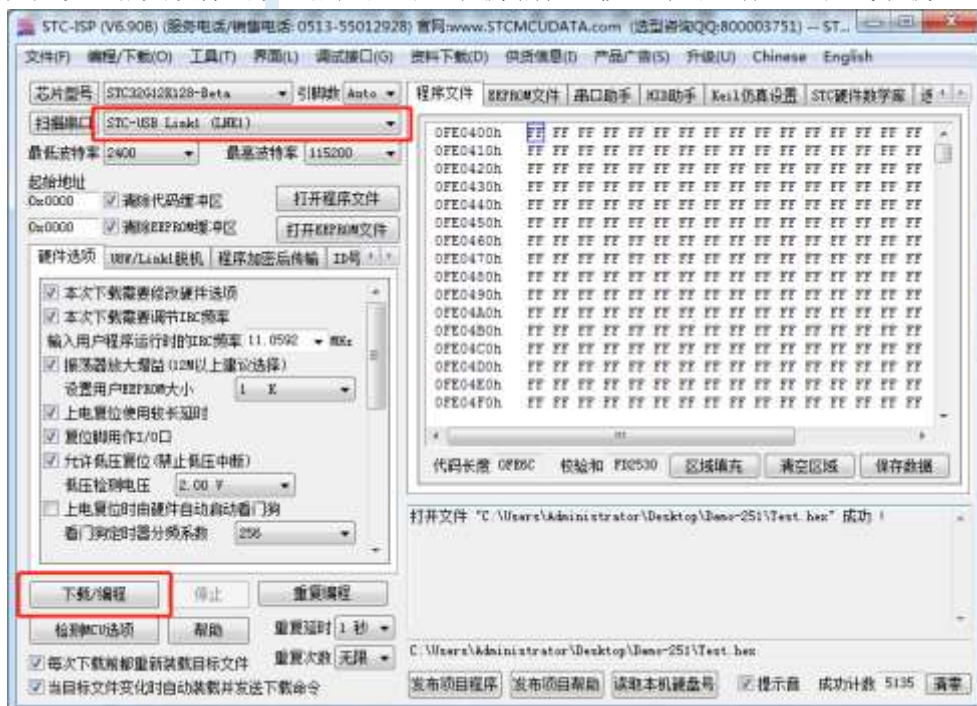 STC-ISP (V6.90B) (服务电话/销售电话: 0513-55012928) 官网:www.STCMCUDATA.com (选型咨询QQ:800003751) -- ST...
文件(F) 编程/下载(O) 工具(T) 界面(L) 调试接口(G) 资料下载(D) 供货信息(I) 产品广告(S) 升级(U) Chinese English
芯片型号 STC32G12K128-Beta 引脚数 Auto
扫描串口 STC-USB Link1 (LNK1)
最低波特率 2400 最高波特率 115200
起始地址
0x0000 清除代码缓冲区 打开程序文件
0x0000 清除EEPROM缓冲区 打开EEPROM文件
硬件选项 U8W/Link1脱机 程序加密后传输 ID号
本次下载需要修改硬件选项
本次下载需要调节IRC频率
输入用户程序运行时的IRC频率 11.0592 MHz
振荡器放大增益(12M以上建议选择)
设置用户EEPROM大小 1 K
上电复位使用较长延时
复位脚用作I/O口
允许低压复位(禁止低压中断)
低压检测电压 2.00 V
上电复位时由硬件自动启动看门狗
看门狗定时器分频系数 256
下载/编程 停止 重复编程
检测MCU选项 帮助 重复延时 1 秒
每次下载前都重新装载目标文件 重复次数 无限
当目标文件变化时自动装载并发送下载命令
程序文件 EEPROM文件 串口助手 HID助手 Keil仿真设置 STC硬件数学库
0FE0400h FF FF FF FF FF FF FF FF FF FF FF FF FF FF FF FF
0FE0410h FF FF FF FF FF FF FF FF FF FF FF FF FF FF FF FF
0FE0420h FF FF FF FF FF FF FF FF FF FF FF FF FF FF FF FF
0FE0430h FF FF FF FF FF FF FF FF FF FF FF FF FF FF FF FF
0FE0440h FF FF FF FF FF FF FF FF FF FF FF FF FF FF FF FF
0FE0450h FF FF FF FF FF FF FF FF FF FF FF FF FF FF FF FF
0FE0460h FF FF FF FF FF FF FF FF FF FF FF FF FF FF FF FF
0FE0470h FF FF FF FF FF FF FF FF FF FF FF FF FF FF FF FF
0FE0480h FF FF FF FF FF FF FF FF FF FF FF FF FF FF FF FF
0FE0490h FF FF FF FF FF FF FF FF FF FF FF FF FF FF FF FF
0FE04A0h FF FF FF FF FF FF FF FF FF FF FF FF FF FF FF FF
0FE04B0h FF FF FF FF FF FF FF FF FF FF FF FF FF FF FF FF
0FE04C0h FF FF FF FF FF FF FF FF FF FF FF FF FF FF FF FF
0FE04D0h FF FF FF FF FF FF FF FF FF FF FF FF FF FF FF FF
0FE04E0h FF FF FF FF FF FF FF FF FF FF FF FF FF FF FF FF
0FE04F0h FF FF FF FF FF FF FF FF FF FF FF FF FF FF FF FF
代码长度 校验和 FD2530 区域填充 清空区域 保存数据
打开文件 "C:\Users\Administrator\Desktop\Demo-251\Test.hex" 成功 !
C:\Users\Administrator\Desktop\Demo-251\Test.hex
发布项目程序 发布项目帮助 读取本机硬盘号 提示音 成功计数 5135 清零